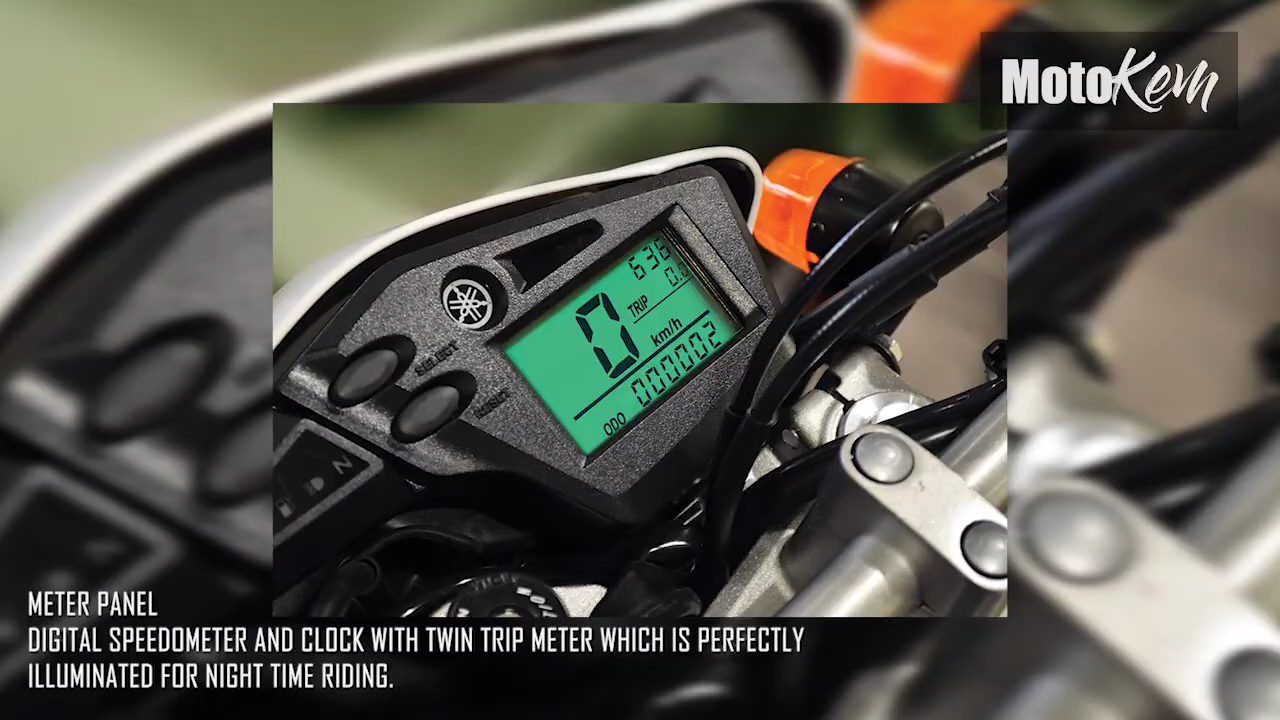 MotoKem
636
0.0
TRIP
0
km/h
000002
ODO
SELECT
RESET
N
METER PANEL
DIGITAL SPEEDOMETER AND CLOCK WITH TWIN TRIP METER WHICH IS PERFECTLY
ILLUMINATED FOR NIGHT TIME RIDING.